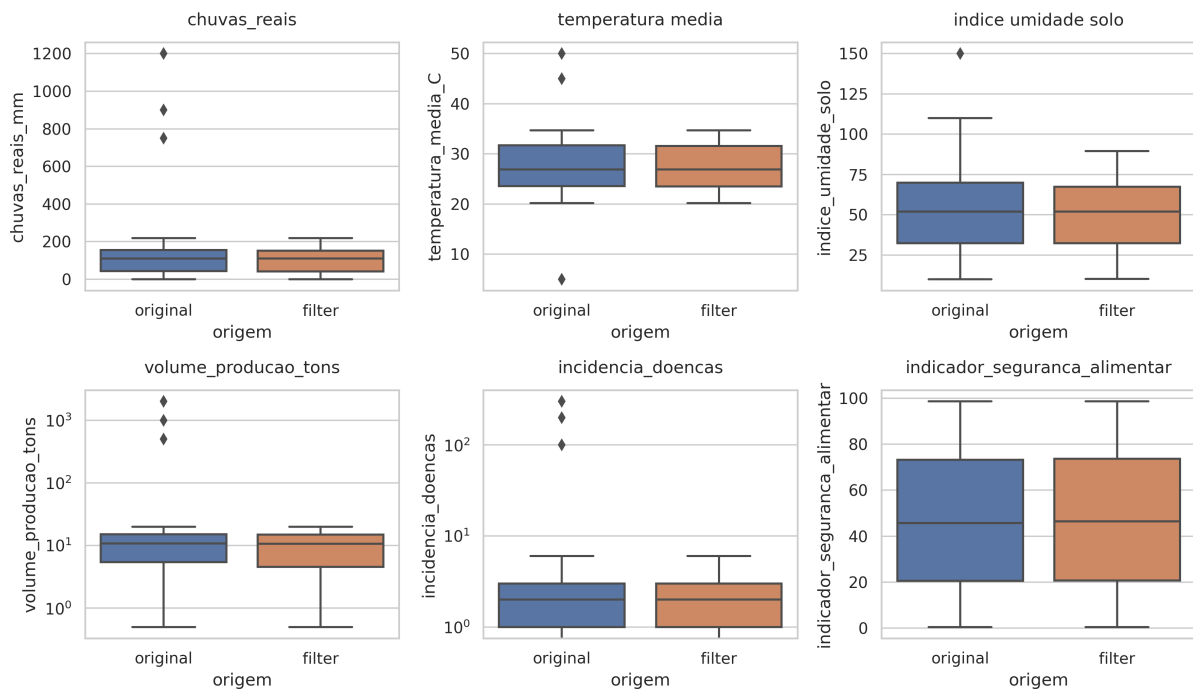 chuvas_reais
chuvas_reais_mm
1200
1000
800
600
400
200
0
original
filter
origem
temperatura media
temperatura_media_C
50
40
30
20
10
original
filter
origem
indice umidade solo
indice_umidade_solo
150
125
100
75
50
25
original
filter
origem
volume_producao_tons
volume_producao_tons
10³
10²
10¹
10⁰
original
filter
origem
incidencia_doencas
incidencia_doencas
10²
10¹
10⁰
original
filter
origem
indicador_seguranca_alimentar
indicador_seguranca_alimentar
100
80
60
40
20
0
original
filter
origem